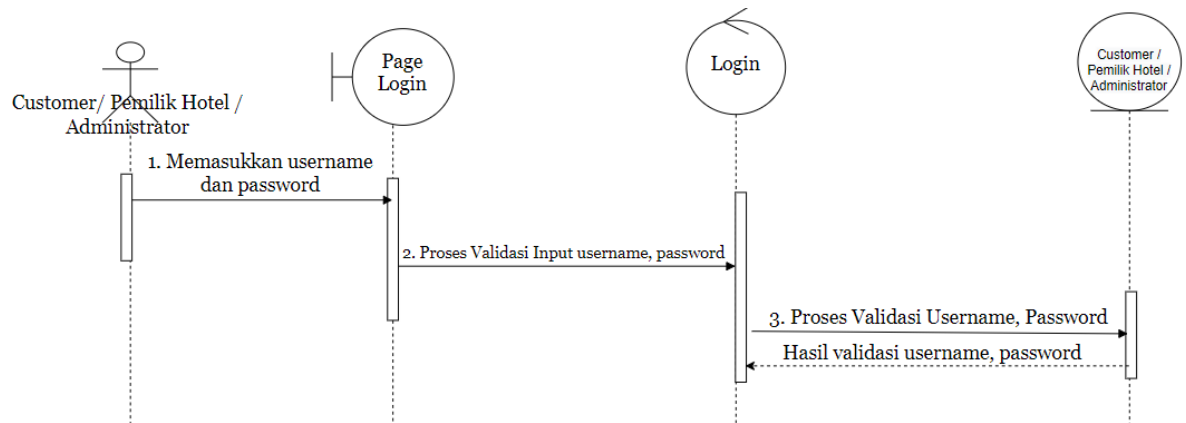 Customer/ Pemilik Hotel /
Administrator
Page
Login
Login
Customer /
Pemilik Hotel /
Administrator
1. Memasukkan username
dan password
2. Proses Validasi Input username, password
3. Proses Validasi Username, Password
Hasil validasi username, password